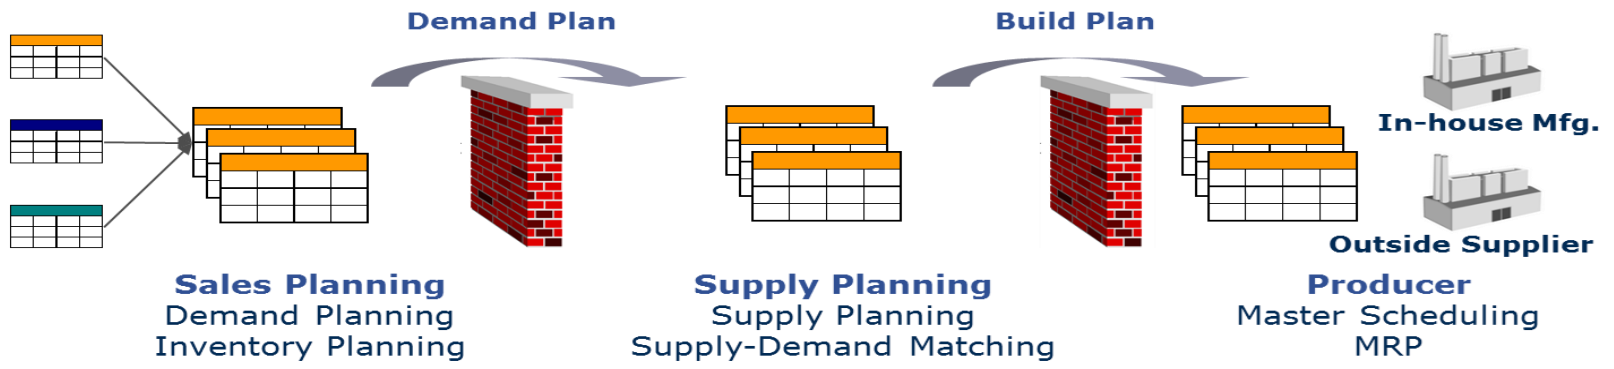 Demand Plan
Build Plan
In-house Mfg.
Outside Supplier
Sales Planning
Demand Planning
Inventory Planning
Supply Planning
Supply Planning
Supply-Demand Matching
Producer
Master Scheduling
MRP